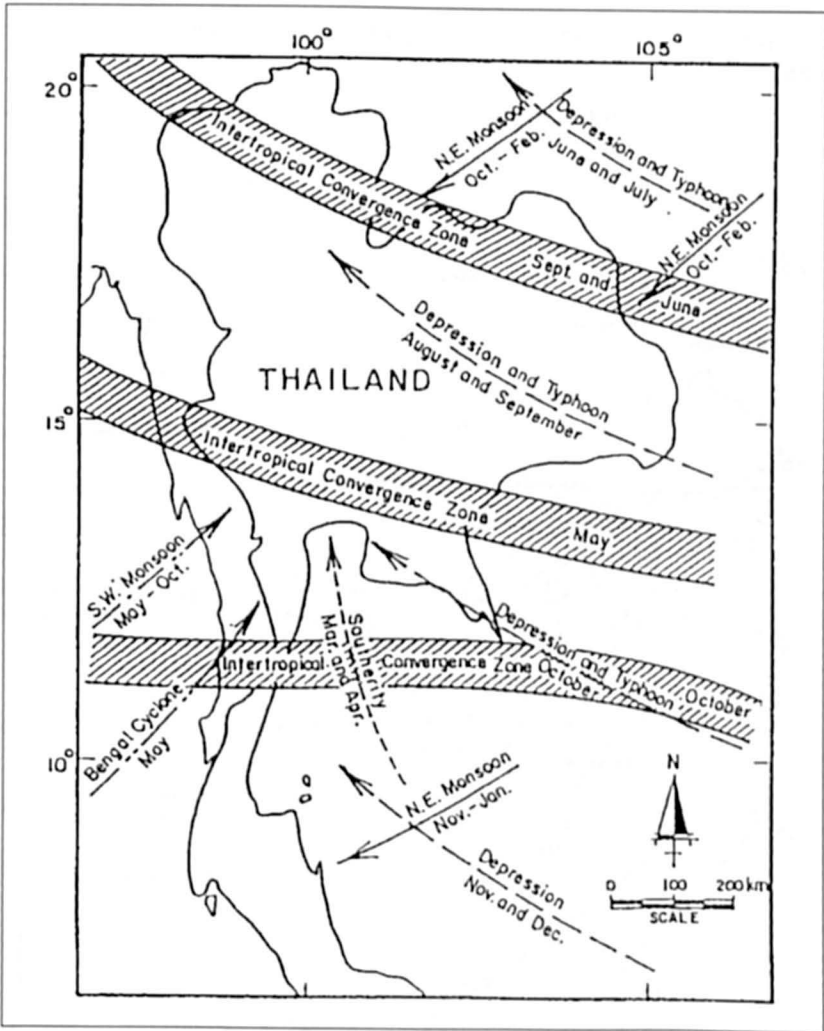 100°
105°
20°
15°
10°
Depression and Typhoon
June and July
N.E. Monsoon
Oct.-Feb.
N.E. Monsoon
Oct.-Feb.
Intertropical Convergence Zone Sept. and June
Depression and Typhoon
August and September
THAILAND
Intertropical Convergence Zone May
S.W. Monsoon
May-Oct.
Bengal Cyclone
May
Southerity
Mar. and Apr.
Depression and Typhoon
October
Intertropical Convergence Zone October
N.E. Monsoon
Nov.-Jan.
Depression
Nov. and Dec.
N
0 100 200 km
SCALE